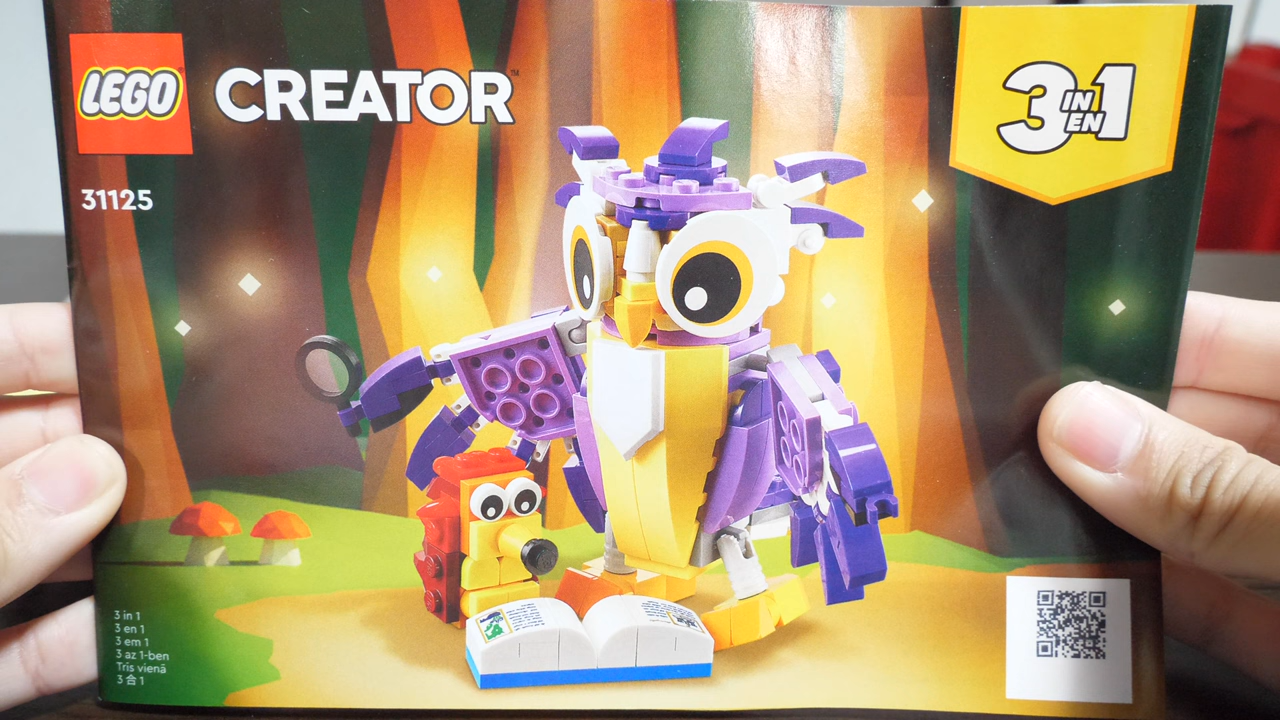 LEGO
CREATOR™
3 IN 1
EN
31125
3 in 1
3 en 1
3 em 1
3 az 1-ben
Trīs vienā
3 合 1